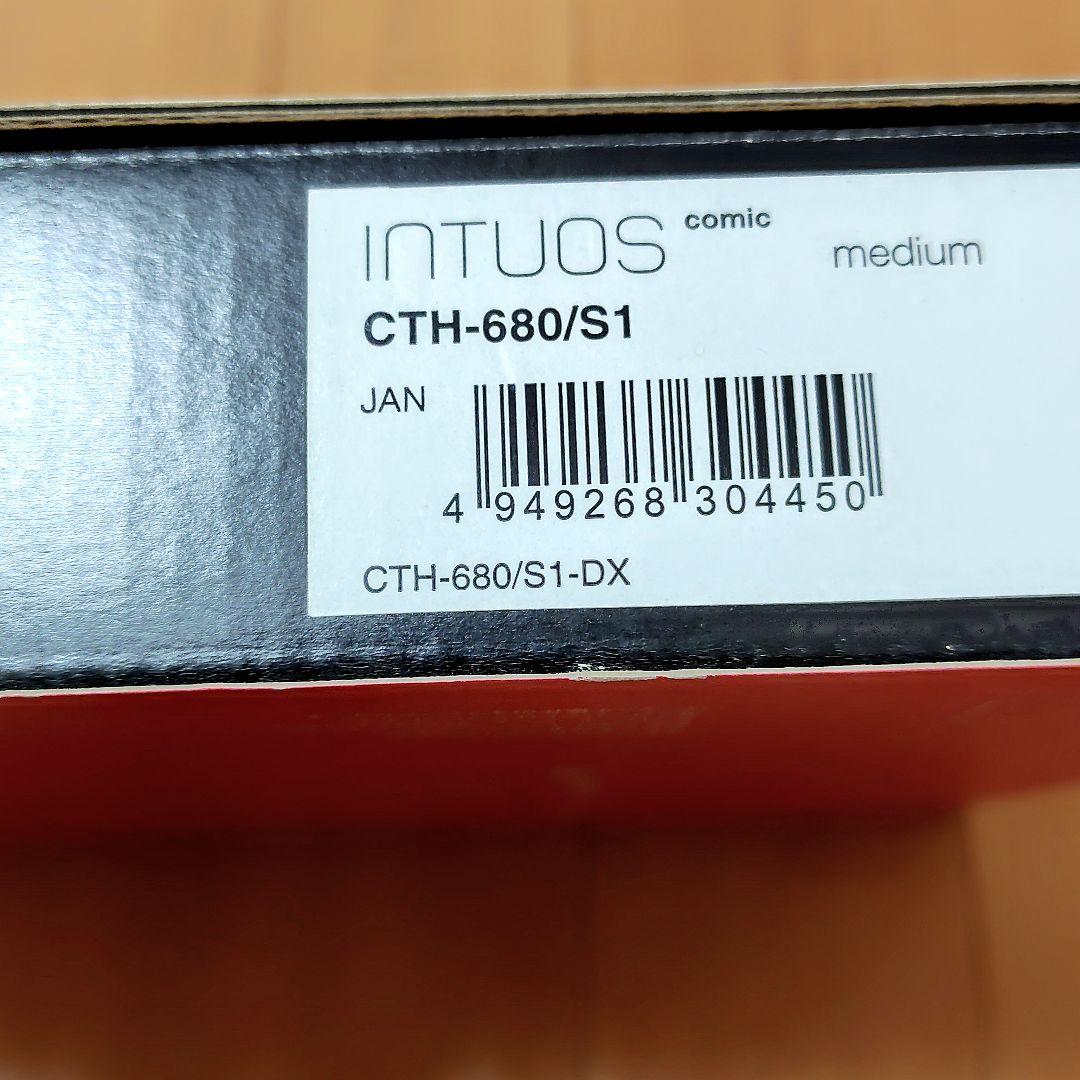 INTUOS comic medium
CTH-680/S1
JAN
4 949268 304450
CTH-680/S1-DX